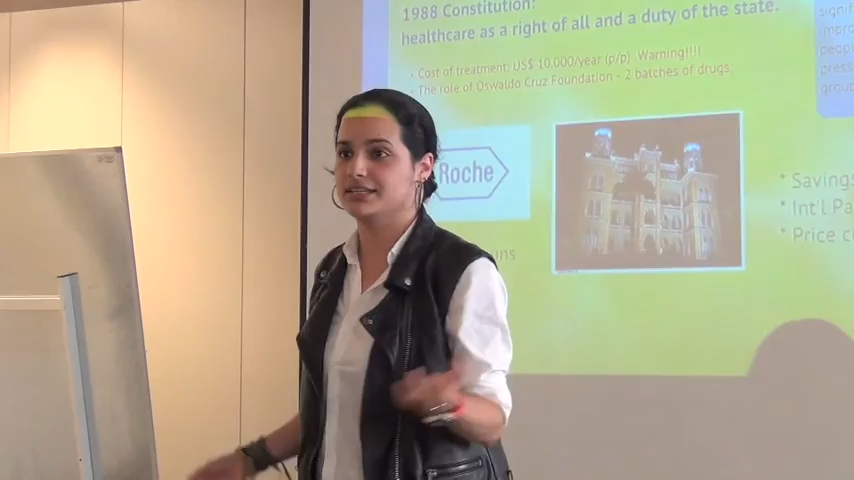 1988 Constitution:
healthcare as a right of all and a duty of the state.
• Cost of treatment: US$ 10.000/year (p/p) Warning!!!
• The role of Oswaldo Cruz Foundation - 2 batches of drugs.
Roche
• Savings
• Int'l Pa
• Price c